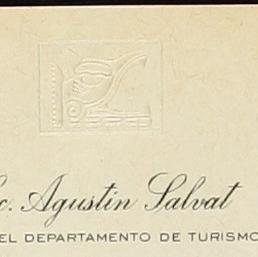 c. Agustin Salvat
EL DEPARTAMENTO DE TURISMO